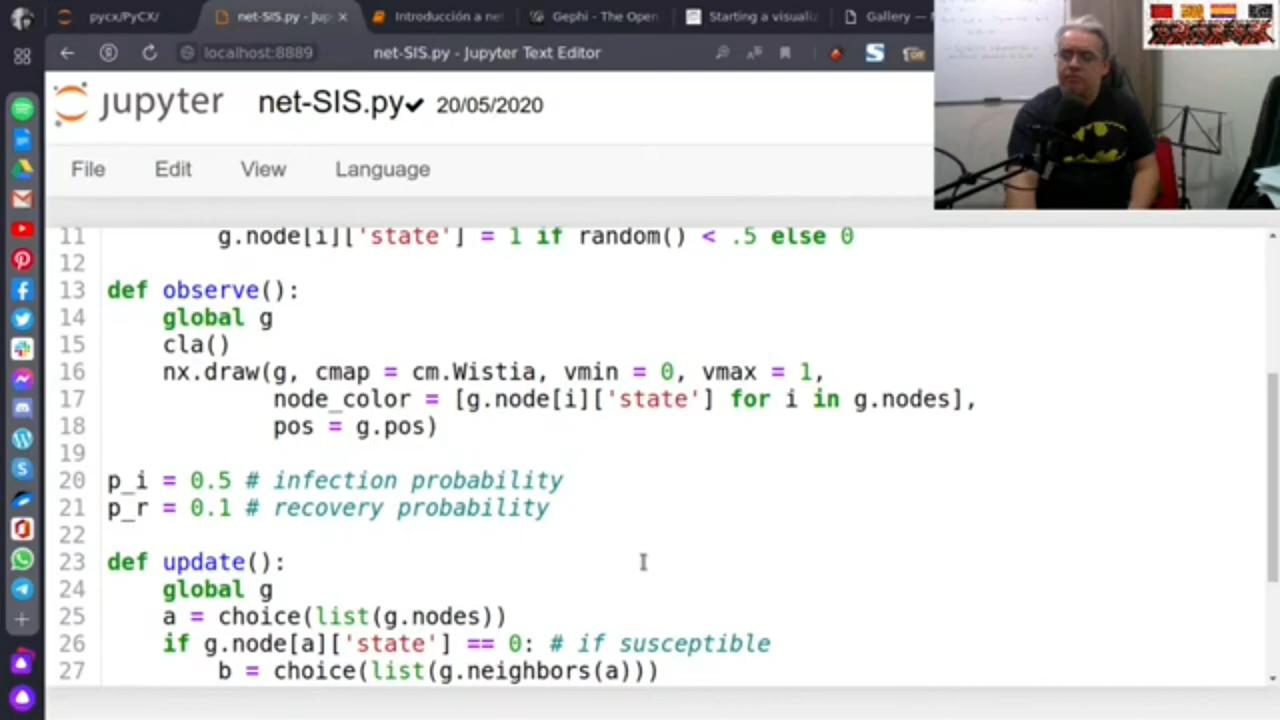 pycx/PyCX/
net-SIS.py - Jup
Introducción a ne
Gephi - The Open
Starting a visuali
Gallery —
localhost:8889
net-SIS.py - Jupyter Text Editor
jupyter
net-SIS.py
20/05/2020
File Edit View Language
11 g.node[i]['state'] = 1 if random() < .5 else 0
12
13 def observe():
14 global g
15 cla()
16 nx.draw(g, cmap = cm.Wistia, vmin = 0, vmax = 1,
17 node_color = [g.node[i]['state'] for i in g.nodes],
18 pos = g.pos)
19
20 p_i = 0.5 # infection probability
21 p_r = 0.1 # recovery probability
22
23 def update():
24 global g
25 a = choice(list(g.nodes))
26 if g.node[a]['state'] == 0: # if susceptible
27 b = choice(list(g.neighbors(a)))